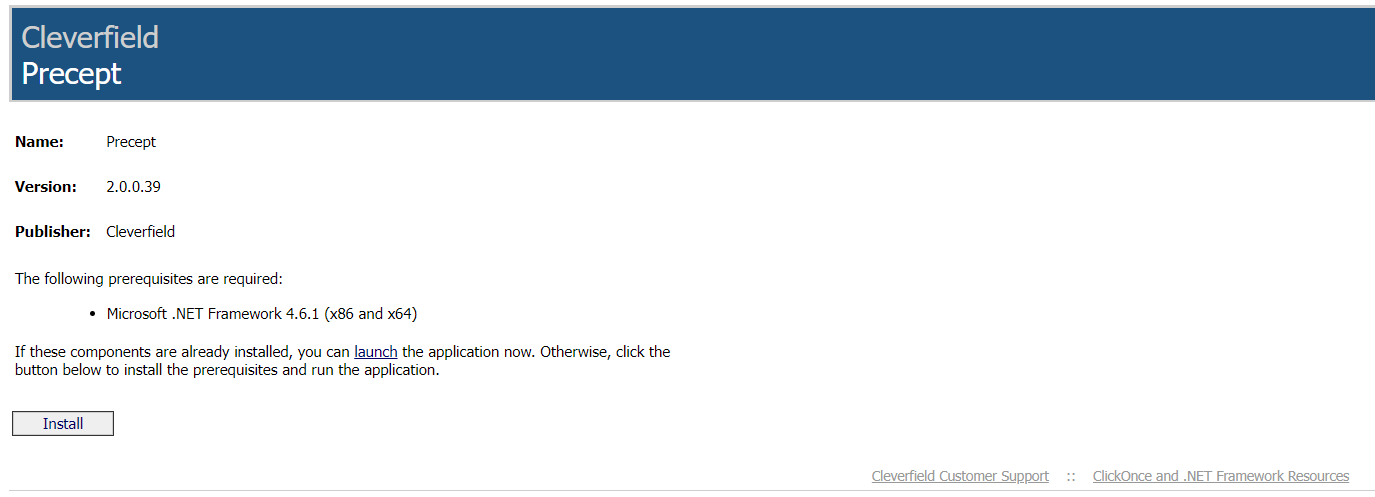 Cleverfield
Precept
Name: Precept
Version: 2.0.0.39
Publisher: Cleverfield
The following prerequisites are required:
• Microsoft .NET Framework 4.6.1 (x86 and x64)
If these components are already installed, you can launch the application now. Otherwise, click the
button below to install the prerequisites and run the application.
Install
Cleverfield Customer Support :: ClickOnce and .NET Framework Resources